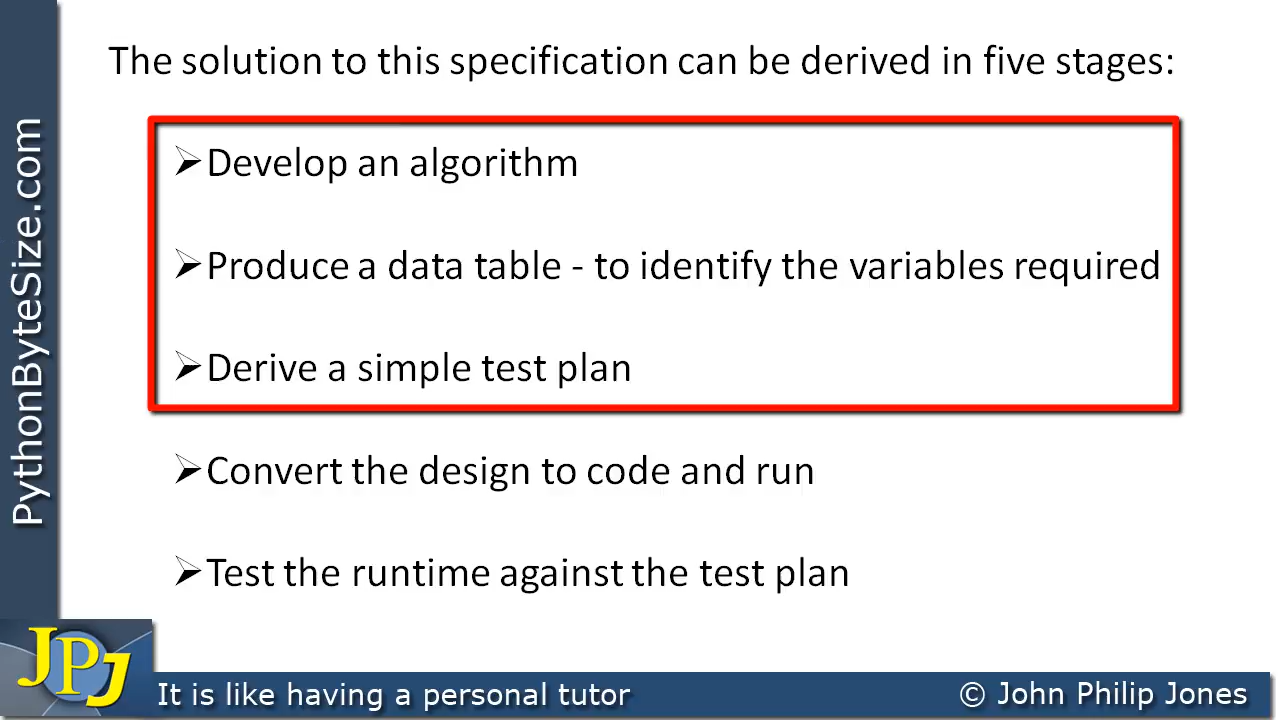 The solution to this specification can be derived in five stages:
➢Develop an algorithm
➢Produce a data table - to identify the variables required
➢Derive a simple test plan
➢Convert the design to code and run
➢Test the runtime against the test plan
PythonByteSize.com
JPJ
It is like having a personal tutor
© John Philip Jones